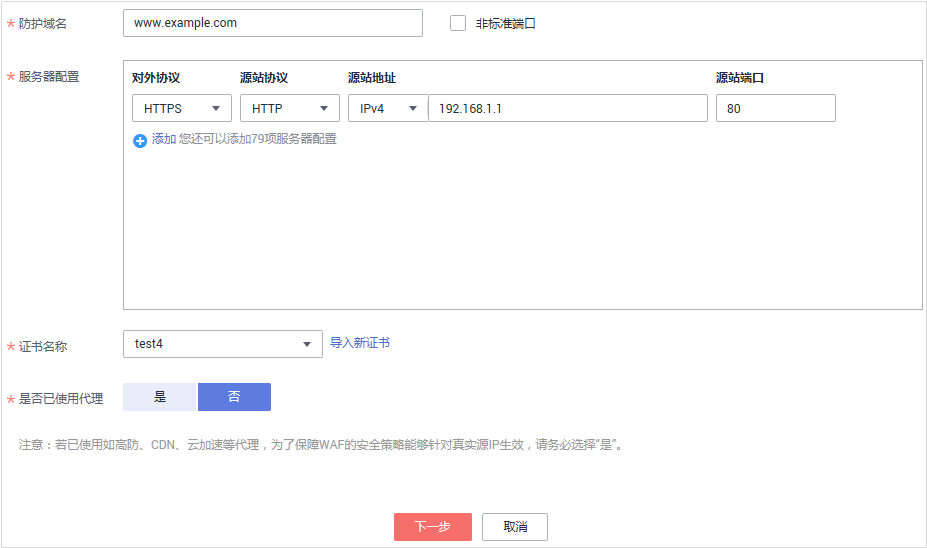 * 防护域名 www.example.com 非标准端口
* 服务器配置 对外协议 源站协议 源站地址 源站端口
HTTPS HTTP IPv4 192.168.1.1 80
添加 您还可以添加79项服务器配置
* 证书名称 test4 导入新证书
* 是否已使用代理 是 否
注意：若已使用如高防、CDN、云加速等代理，为了保障WAF的安全策略能够针对真实源IP生效，请务必选择“是”。
下一步 取消